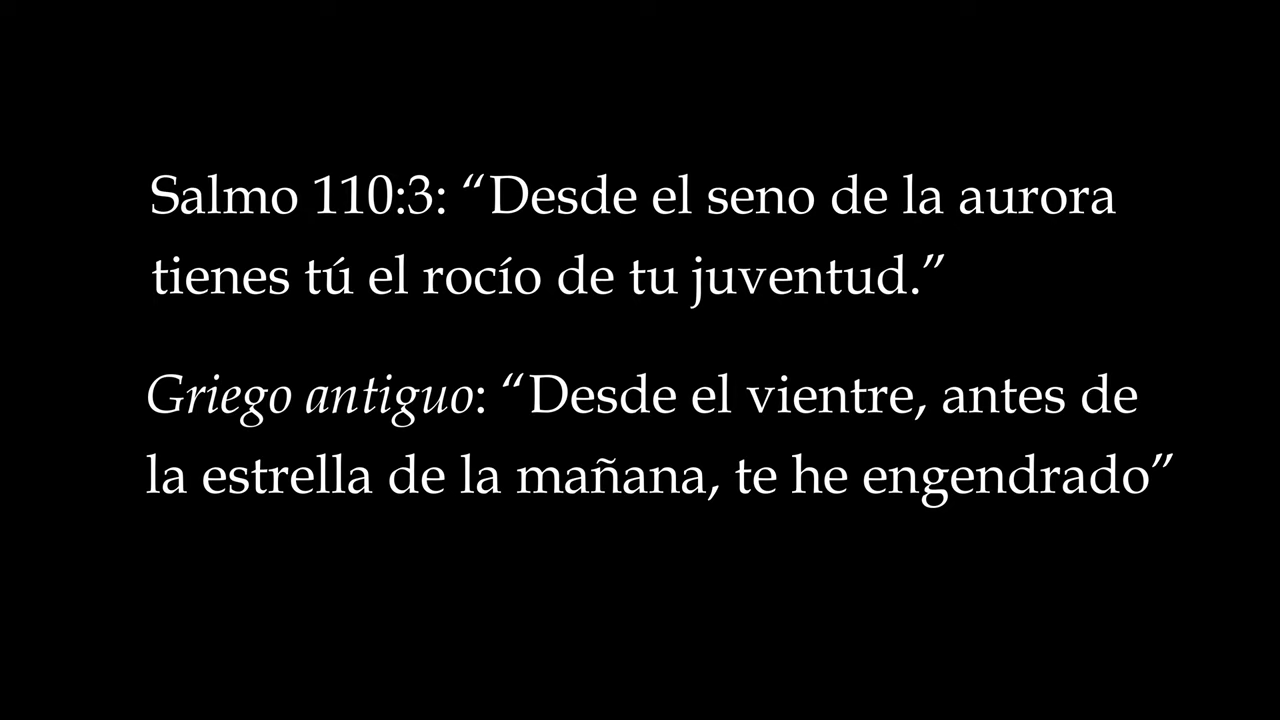 Salmo 110:3: “Desde el seno de la aurora
tienes tú el rocío de tu juventud.”
Griego antiguo: “Desde el vientre, antes de
la estrella de la mañana, te he engendrado”